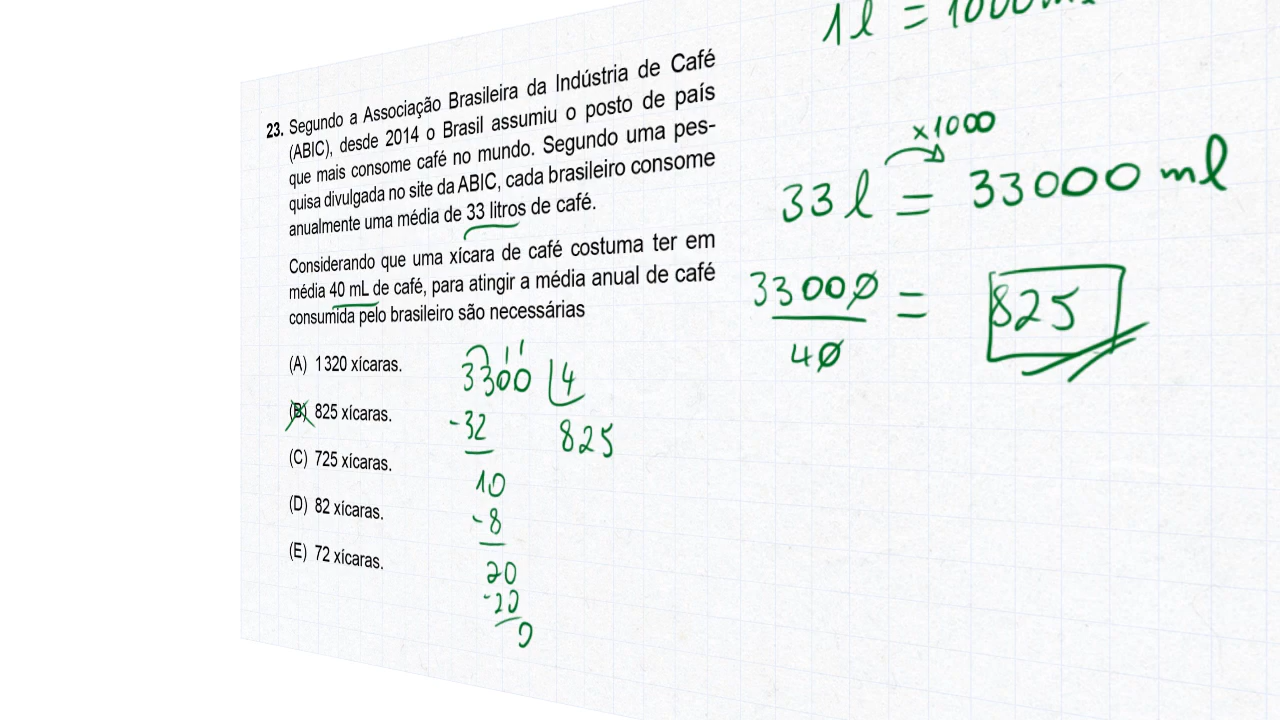 23. Segundo a Associação Brasileira da Indústria de Café
(ABIC), desde 2014 o Brasil assumiu o posto de país
que mais consome café no mundo. Segundo uma pes-
quisa divulgada no site da ABIC, cada brasileiro consome
anualmente uma média de 33 litros de café.
Considerando que uma xícara de café costuma ter em
média 40 mL de café, para atingir a média anual de café
consumida pelo brasileiro são necessárias
(A) 1320 xícaras.
(B) 825 xícaras.
(C) 725 xícaras.
(D) 82 xícaras.
(E) 72 xícaras.
3300 4
-32 825
10
-8
20
-20
0
1l = 1000
x1000
33 l = 33000 ml
33000 = 825
40